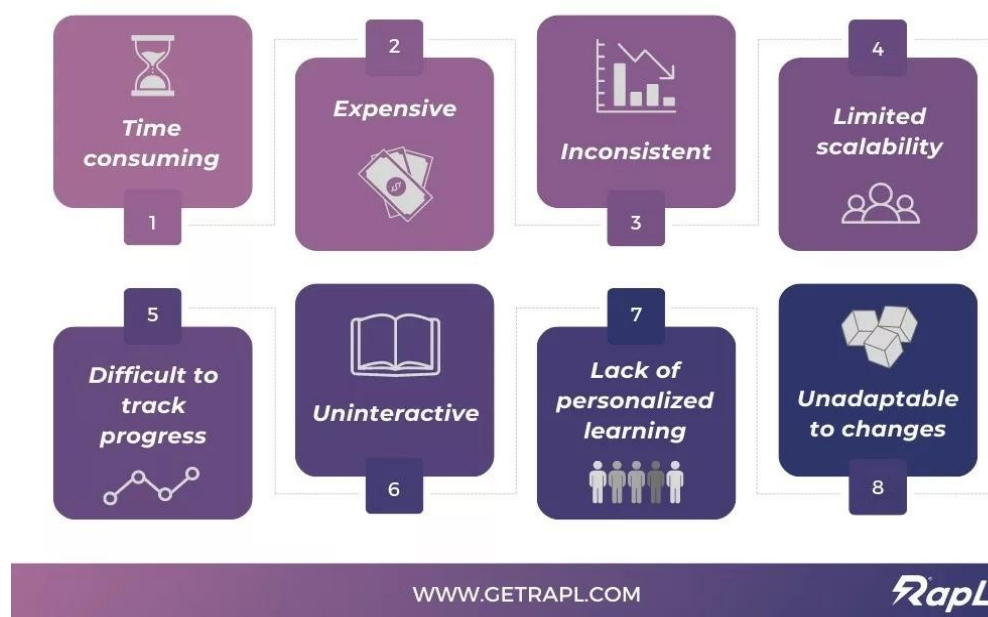 Time
consuming
1
2
Expensive
Inconsistent
3
4
Limited
scalability
5
Difficult to
track
progress
Uninteractive
6
7
Lack of
personalized
learning
Unadaptable
to changes
8
WWW.GETRAPL.COM
RapL